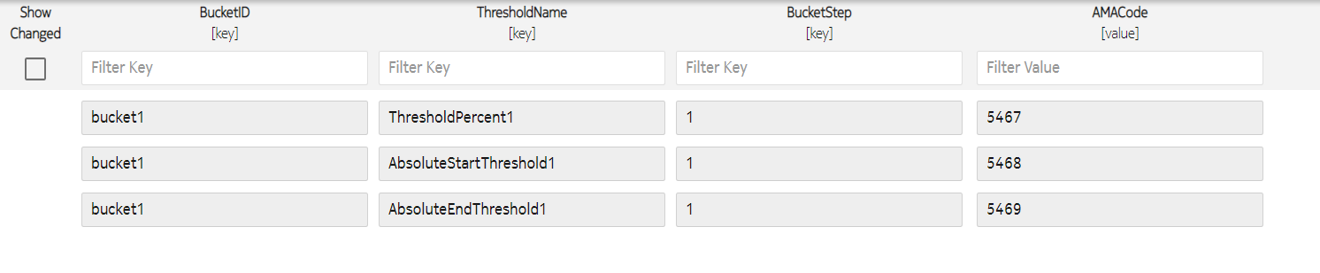 Show BucketID ThresholdName BucketStep AMACode
Changed [key] [key] [key] [value]
Filter Key Filter Key Filter Key Filter Value
bucket1 ThresholdPercent1 1 5467
bucket1 AbsoluteStartThreshold1 1 5468
bucket1 AbsoluteEndThreshold1 1 5469